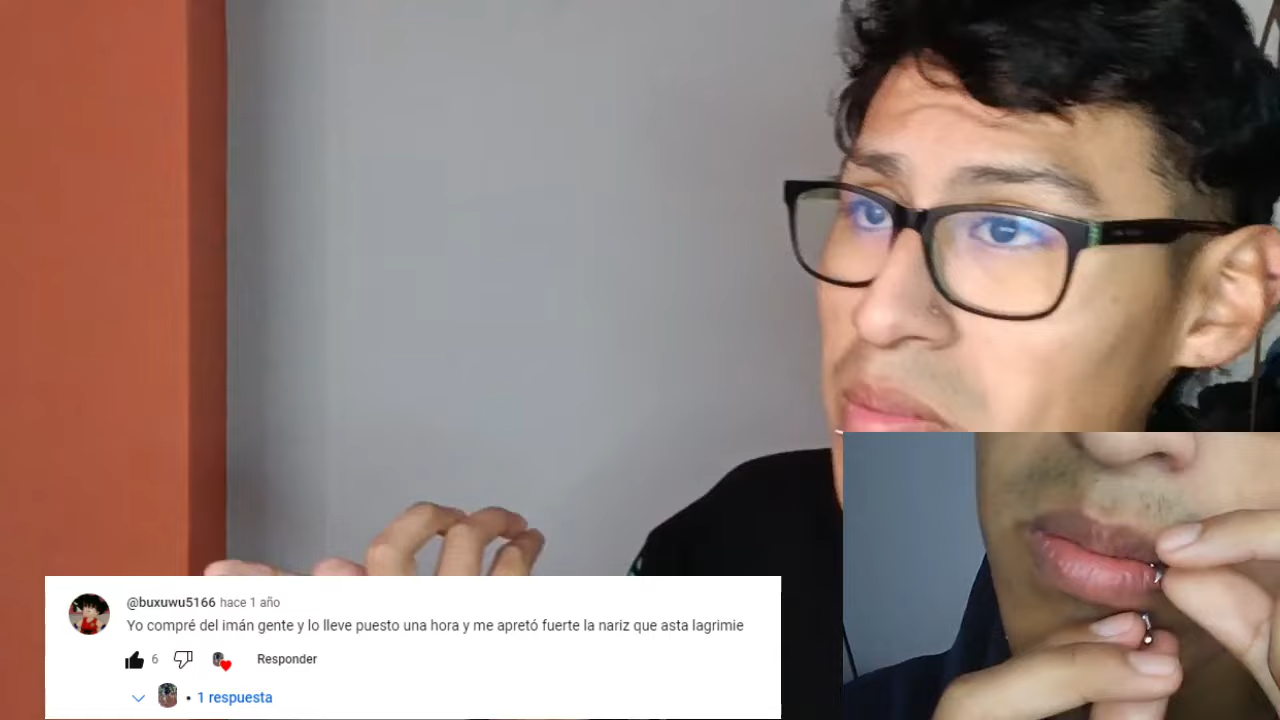 @buxuwu5166 hace 1 año
Yo compré del imán gente y lo lleve puesto una hora y me apretó fuerte la nariz que asta lagrimie
6 Responder
• 1 respuesta